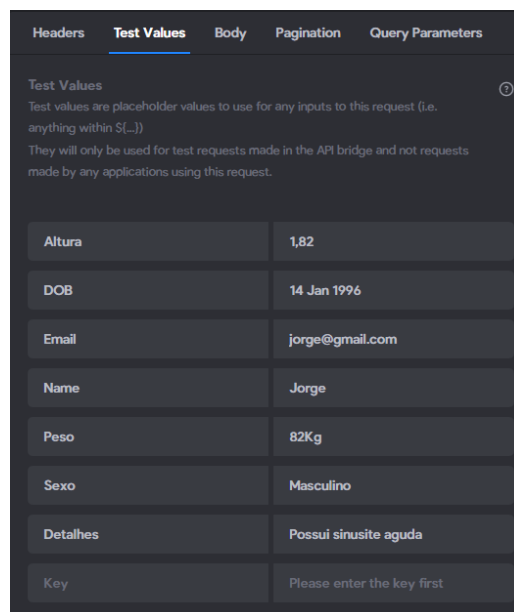 Headers Test Values Body Pagination Query Parameters
Test Values
?
Test values are placeholder values to use for any inputs to this request (i.e.
anything within ${...})
They will only be used for test requests made in the API bridge and not requests
made by any applications using this request.
Altura 1,82
DOB 14 Jan 1996
Email jorge@gmail.com
Name Jorge
Peso 82Kg
Sexo Masculino
Detalhes Possui sinusite aguda
Key Please enter the key first